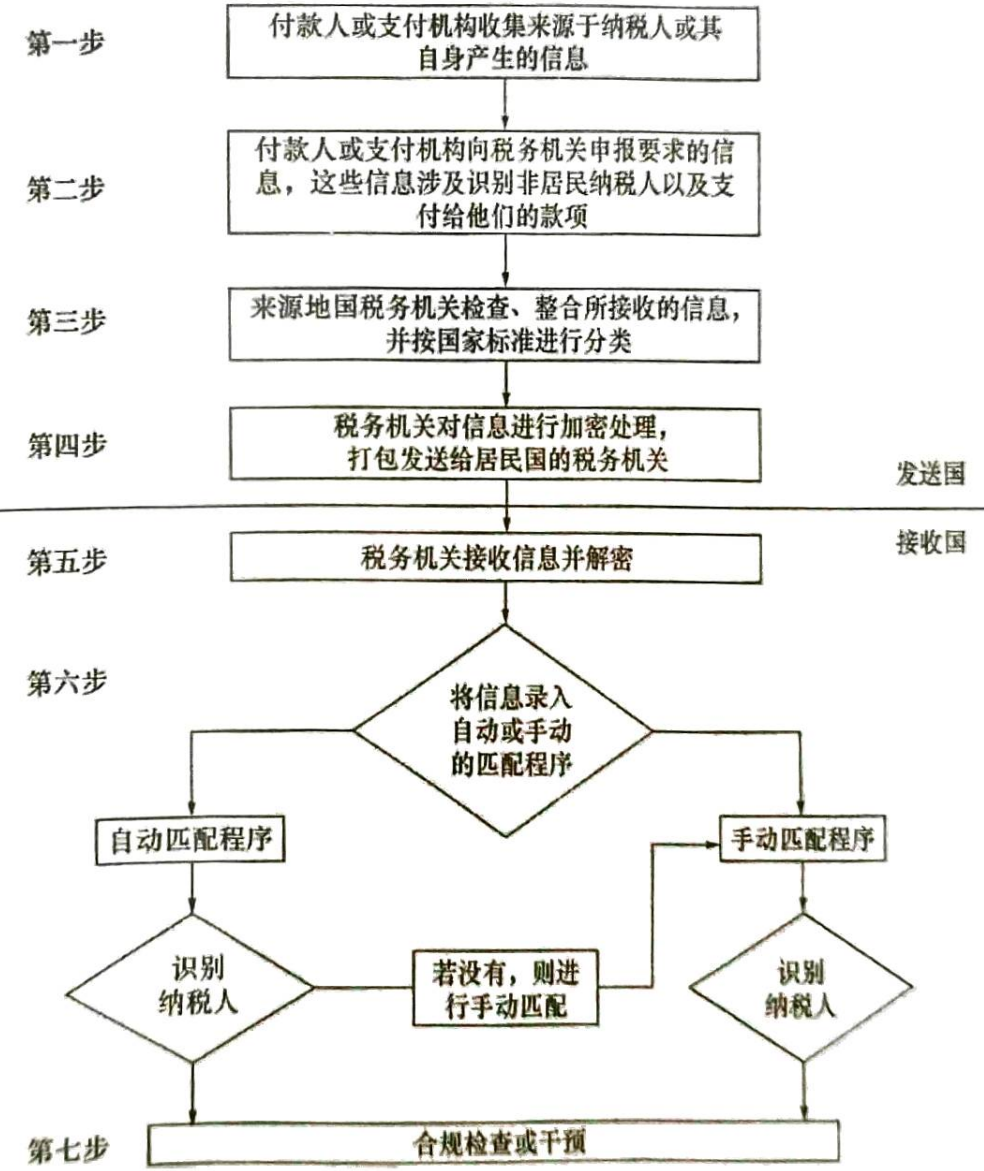 第一步
付款人或支付机构收集来源于纳税人或其
自身产生的信息
第二步
付款人或支付机构向税务机关申报要求的信
息，这些信息涉及识别非居民纳税人以及支
付给他们的款项
第三步
来源地国税务机关检查、整合所接收的信息，
并按国家标准进行分类
第四步
税务机关对信息进行加密处理，
打包发送给居民国的税务机关
发送国
接收国
第五步
税务机关接收信息并解密
第六步
将信息录入
自动或手动
的匹配程序
自动匹配程序
手动匹配程序
识别
纳税人
若没有，则进
行手动匹配
识别
纳税人
第七步
合规检查或干预